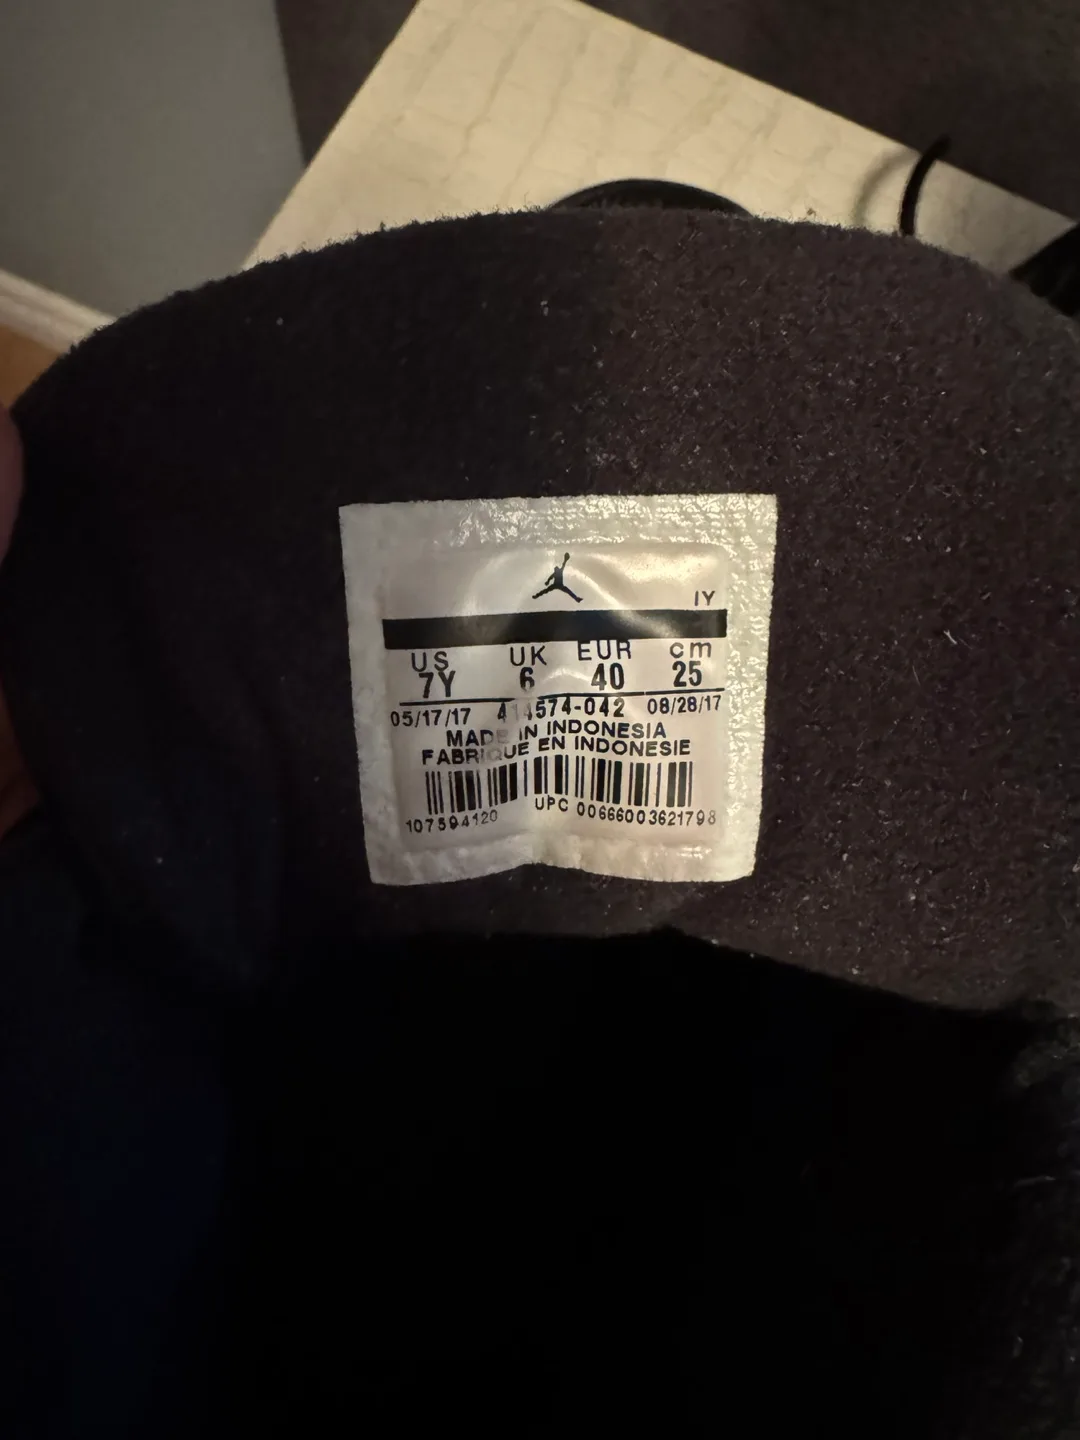 IY
US UK EUR cm
7Y 6 40 25
05/17/17 414574-042 08/28/17
MADE IN INDONESIA
FABRIQUE EN INDONESIE
107594120 UPC 00666003621798